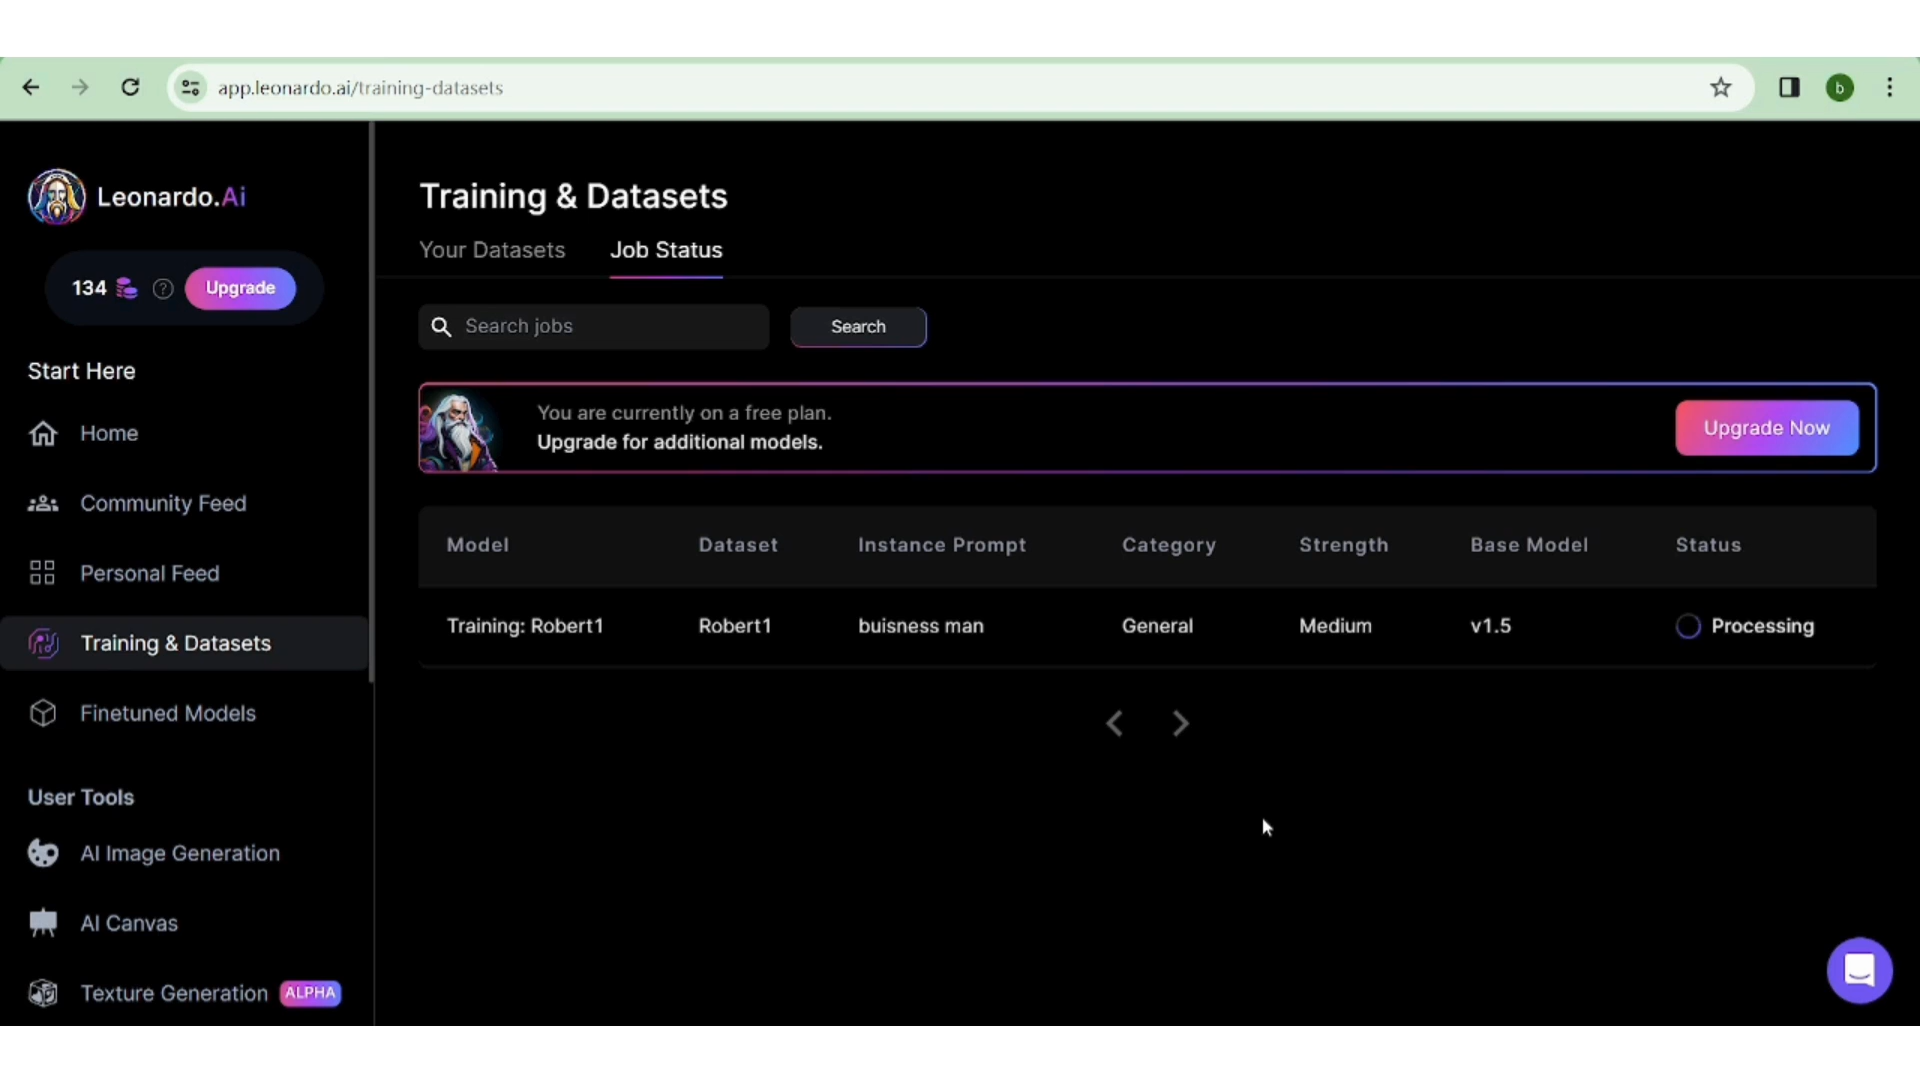 app.leonardo.ai/training-datasets
b
Leonardo.Ai
134 Upgrade
Start Here
Home
Community Feed
Personal Feed
Training & Datasets
Finetuned Models
User Tools
AI Image Generation
AI Canvas
Texture Generation ALPHA
Training & Datasets
Your Datasets Job Status
Search jobs Search
You are currently on a free plan.
Upgrade for additional models.
Upgrade Now
Model Dataset Instance Prompt Category Strength Base Model Status
Training: Robert1 Robert1 buisness man General Medium v1.5 Processing